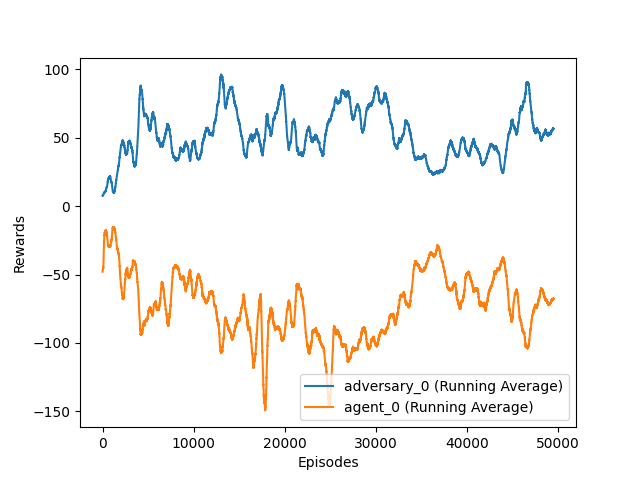 100
50
0
−50
−100
−150
Rewards
adversary_0 (Running Average)
agent_0 (Running Average)
0 10000 20000 30000 40000 50000
Episodes